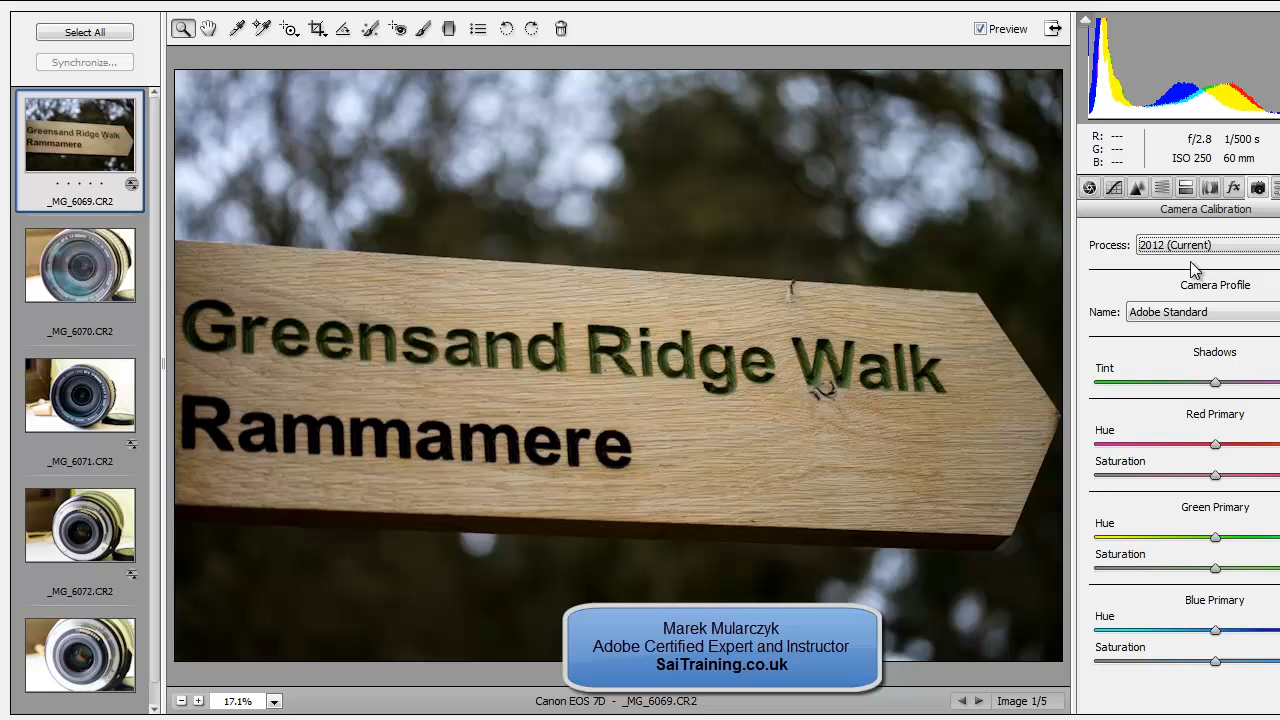 Select All
Synchronize...
Greensand Ridge Walk
Rammamere
_MG_6069.CR2
_MG_6070.CR2
_MG_6071.CR2
_MG_6072.CR2
Preview
Greensand Ridge Walk
Rammamere
Marek Mularczyk
Adobe Certified Expert and Instructor
SaiTraining.co.uk
17.1%
Canon EOS 7D - _MG_6069.CR2
Image 1/5
R: --- f/2.8 1/500 s
G: ---
B: --- ISO 250 60 mm
fx
Camera Calibration
Process: 2012 (Current)
Camera Profile
Name: Adobe Standard
Shadows
Tint
Red Primary
Hue
Saturation
Green Primary
Hue
Saturation
Blue Primary
Hue
Saturation